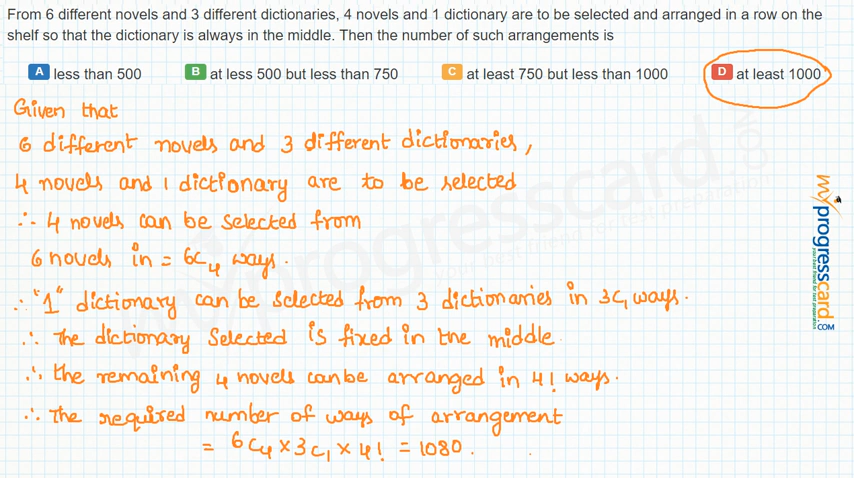 From 6 different novels and 3 different dictionaries, 4 novels and 1 dictionary are to be selected and arranged in a row on the
shelf so that the dictionary is always in the middle. Then the number of such arrangements is
A less than 500 B at less 500 but less than 750 C at least 750 but less than 1000 D at least 1000
Given that
6 different novels and 3 different dictionaries,
4 novels and 1 dictionary are to be selected
∴ 4 novels can be selected from
6 novels in = 6C₄ ways.
∴ "1" dictionary can be selected from 3 dictionaries in 3C₁ ways.
∴ The dictionary Selected is fixed in the middle.
∴ the remaining 4 novels can be arranged in 4! ways.
∴ The required number of ways of arrangement
= 6C₄ × 3C₁ × 4! = 1080.
myprogresscard
.COM